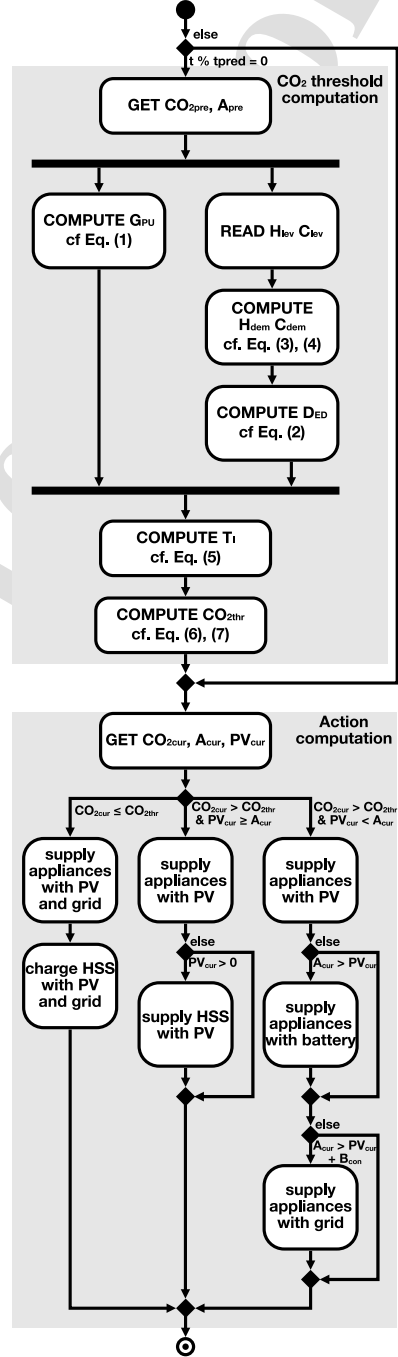 else
t % tpred = 0
CO₂ threshold
computation
GET CO₂pre, Apre
COMPUTE GPU
cf Eq. (1)
READ Hlev Clev
COMPUTE
Hdem Cdem
cf. Eq. (3), (4)
COMPUTE DED
cf Eq. (2)
COMPUTE TI
cf. Eq. (5)
COMPUTE CO₂thr
cf. Eq. (6), (7)
GET CO₂cur, Acur, PVcur
Action
computation
CO₂cur ≤ CO₂thr
CO₂cur > CO₂thr
& PVcur ≥ Acur
CO₂cur > CO₂thr
& PVcur < Acur
supply
appliances
with PV
and grid
supply
appliances
with PV
supply
appliances
with PV
else
PVcur > 0
else
Acur > PVcur
charge HSS
with PV
and grid
supply HSS
with PV
supply
appliances
with battery
else
Acur > PVcur
+ Bcon
supply
appliances
with grid